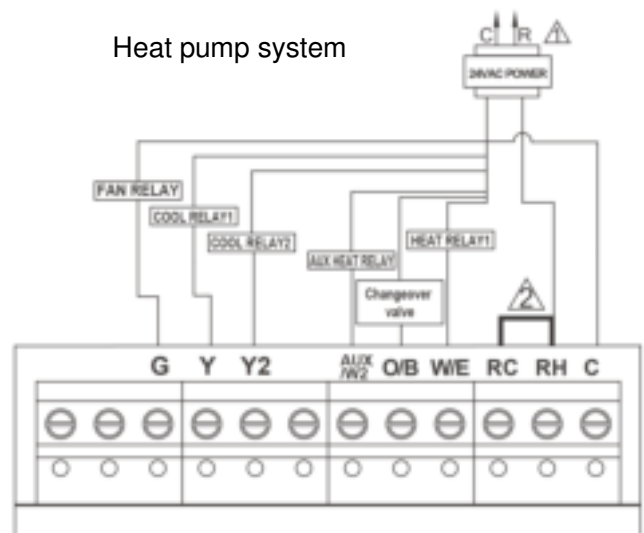 Heat pump system
C R 1
24VAC POWER
FAN RELAY
COOL RELAY1
COOL RELAY2
AUX HEAT RELAY
HEAT RELAY1
Changeover
valve
2
G Y Y2 AUX/W2 O/B W/E RC RH C